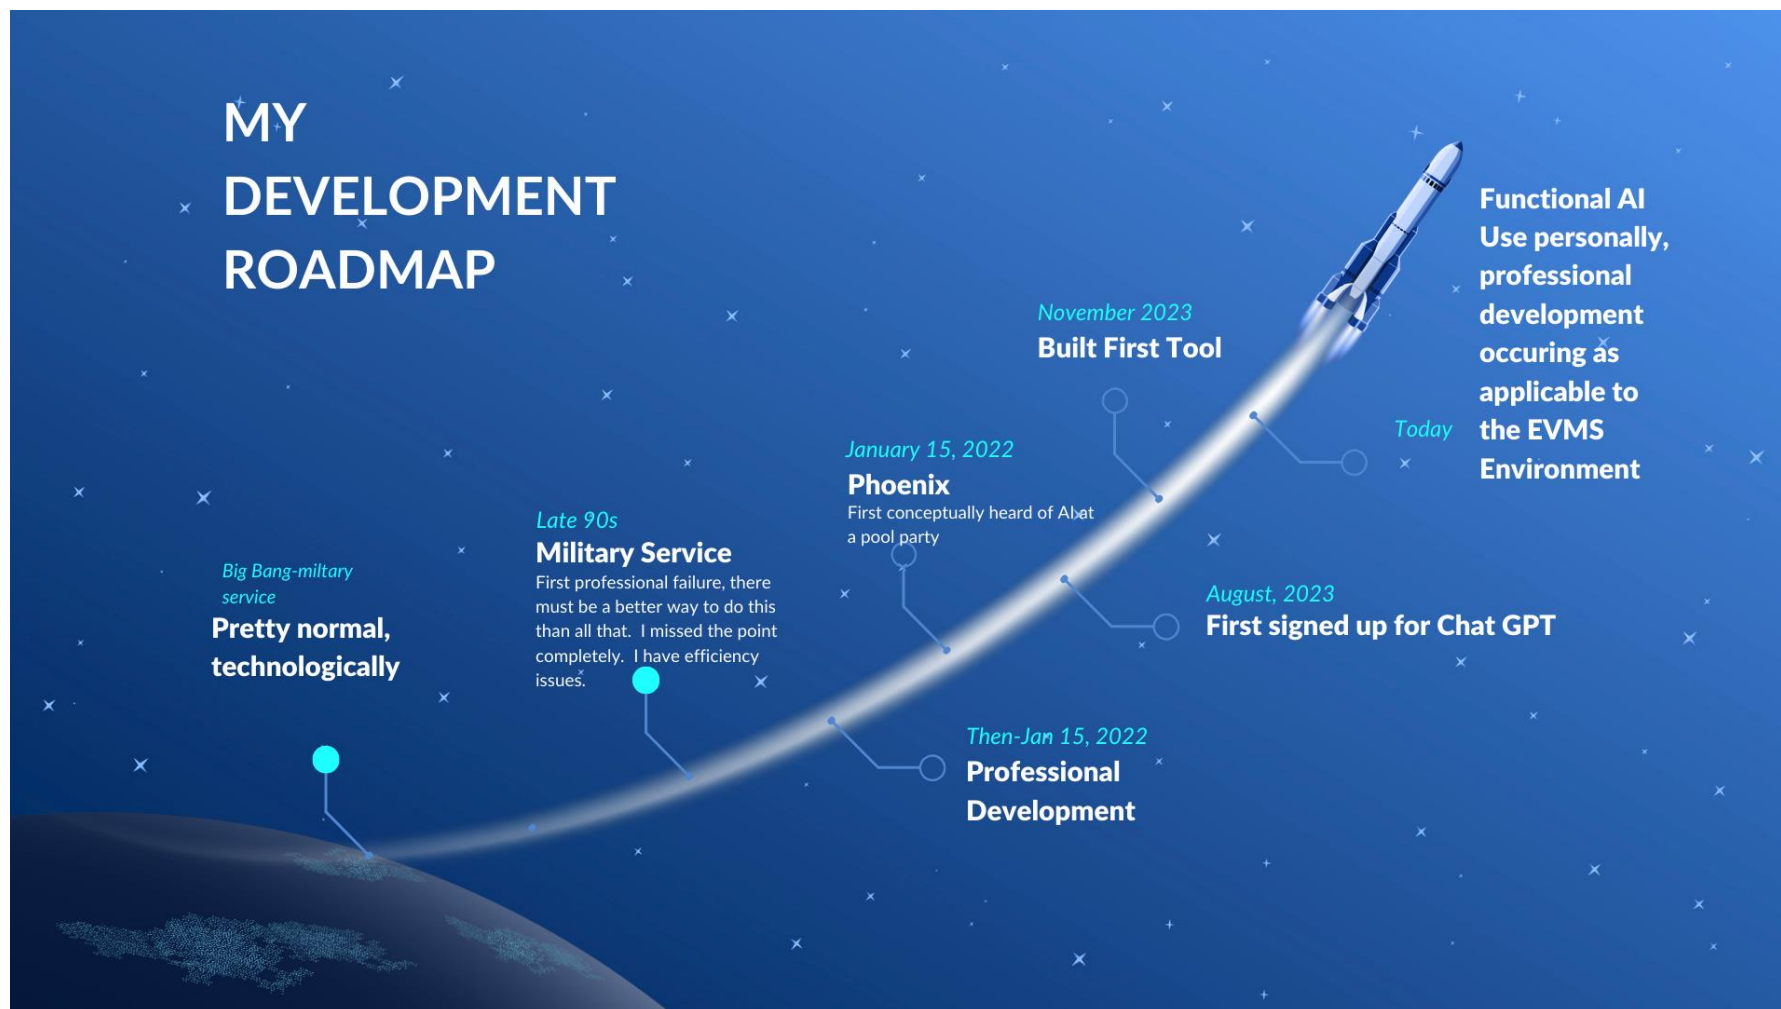 MY
DEVELOPMENT
ROADMAP
Big Bang-miltary
service
Pretty normal,
technologically
Late 90s
Military Service
First professional failure, there
must be a better way to do this
than all that. I missed the point
completely. I have efficiency
issues.
Then-Jan 15, 2022
Professional
Development
January 15, 2022
Phoenix
First conceptually heard of AI at
a pool party
August, 2023
First signed up for Chat GPT
November 2023
Built First Tool
Today
Functional AI
Use personally,
professional
development
occuring as
applicable to
the EVMS
Environment